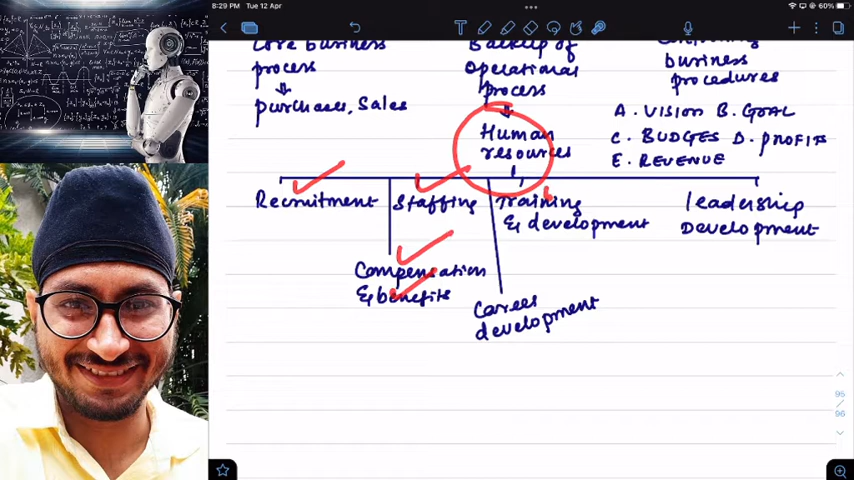 8:29 PM Tue 12 Apr
60%
Core business
process
purchases, Sales
Backup of
Operational
process
Human
resources
business
procedures
A. VISION B. GOAL
C. BUDGES D. PROFITS
E. REVENUE
Recruitment
Staffing
Training
& development
leadership
Development
Compensation
& benefits
Career
development
95
/
96